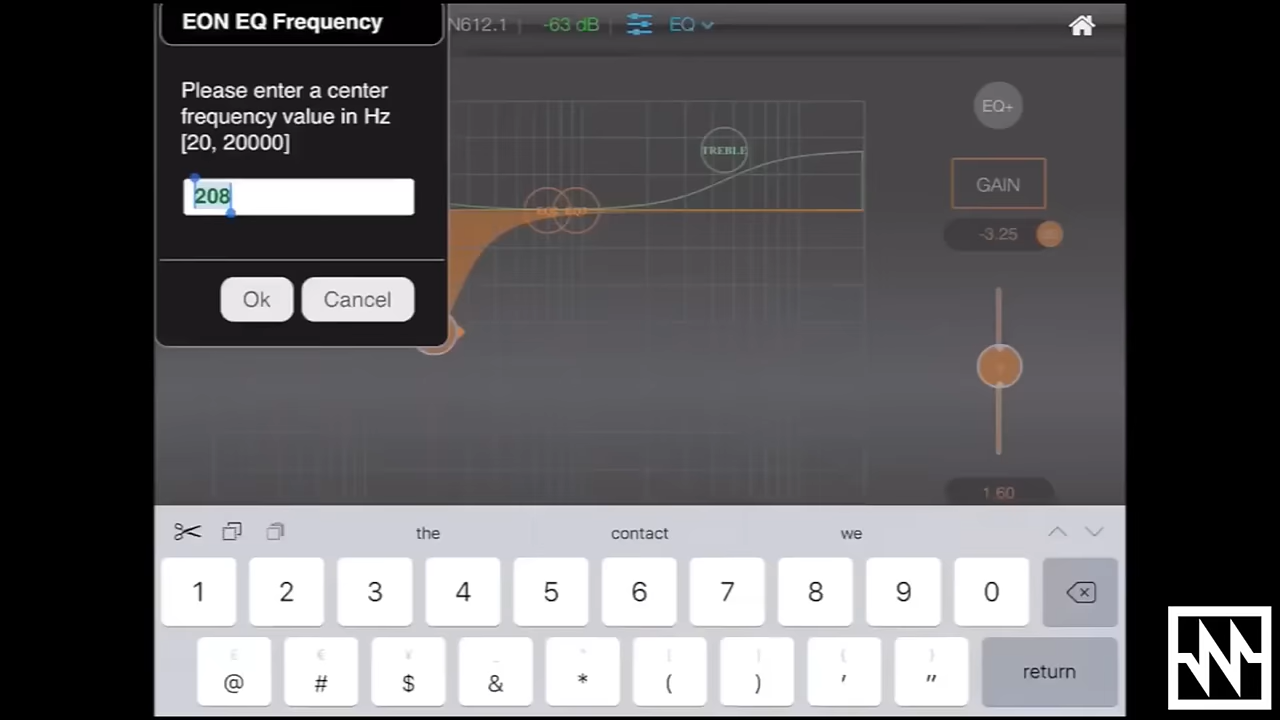 EON EQ Frequency
N612.1 | -63 dB | EQ
Please enter a center
frequency value in Hz
[20, 20000]
208
Ok
Cancel
TREBLE
EQ+
GAIN
-3.25
1.60
the
contact
we
1 2 3 4 5 6 7 8 9 0
@ # $ & * ( ) ' "
return